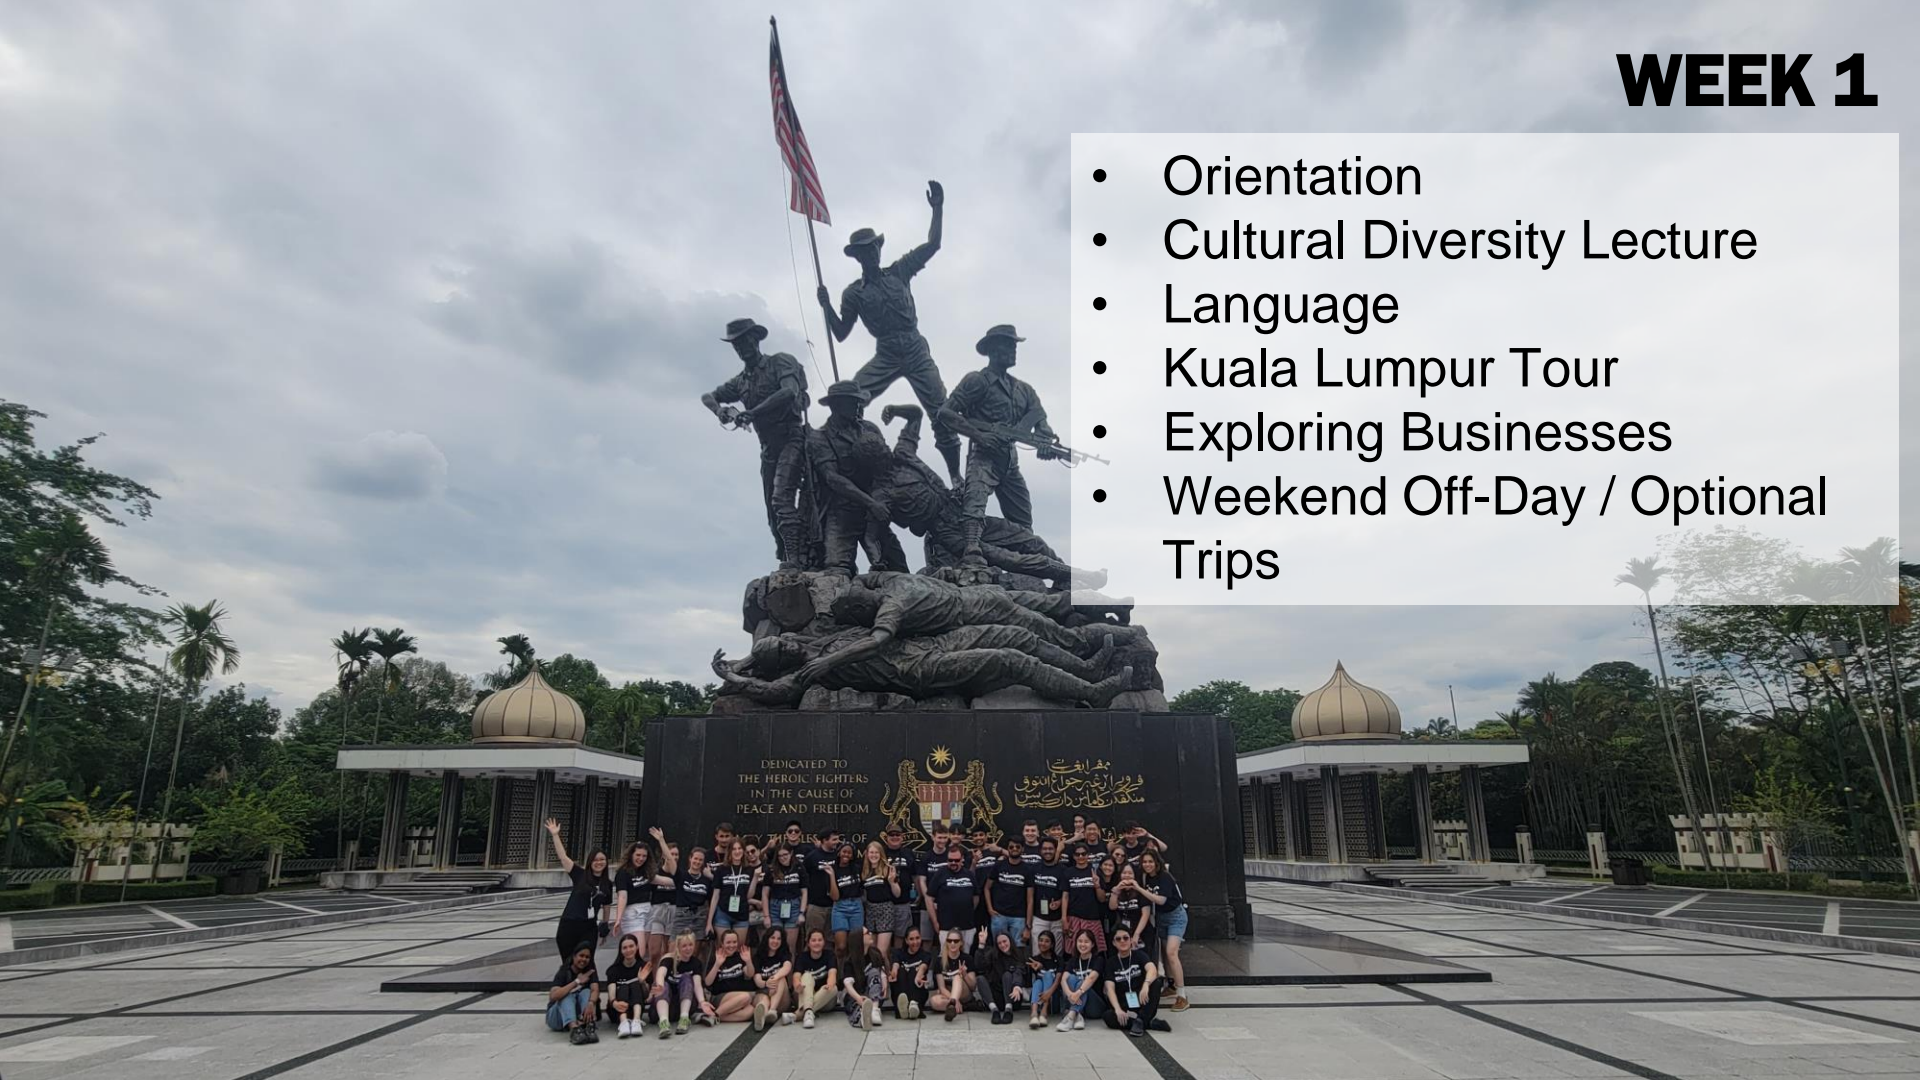 WEEK 1
• Orientation
• Cultural Diversity Lecture
• Language
• Kuala Lumpur Tour
• Exploring Businesses
• Weekend Off-Day / Optional
Trips
DEDICATED TO
THE HEROIC FIGHTERS
IN THE CAUSE OF
PEACE AND FREEDOM
OF